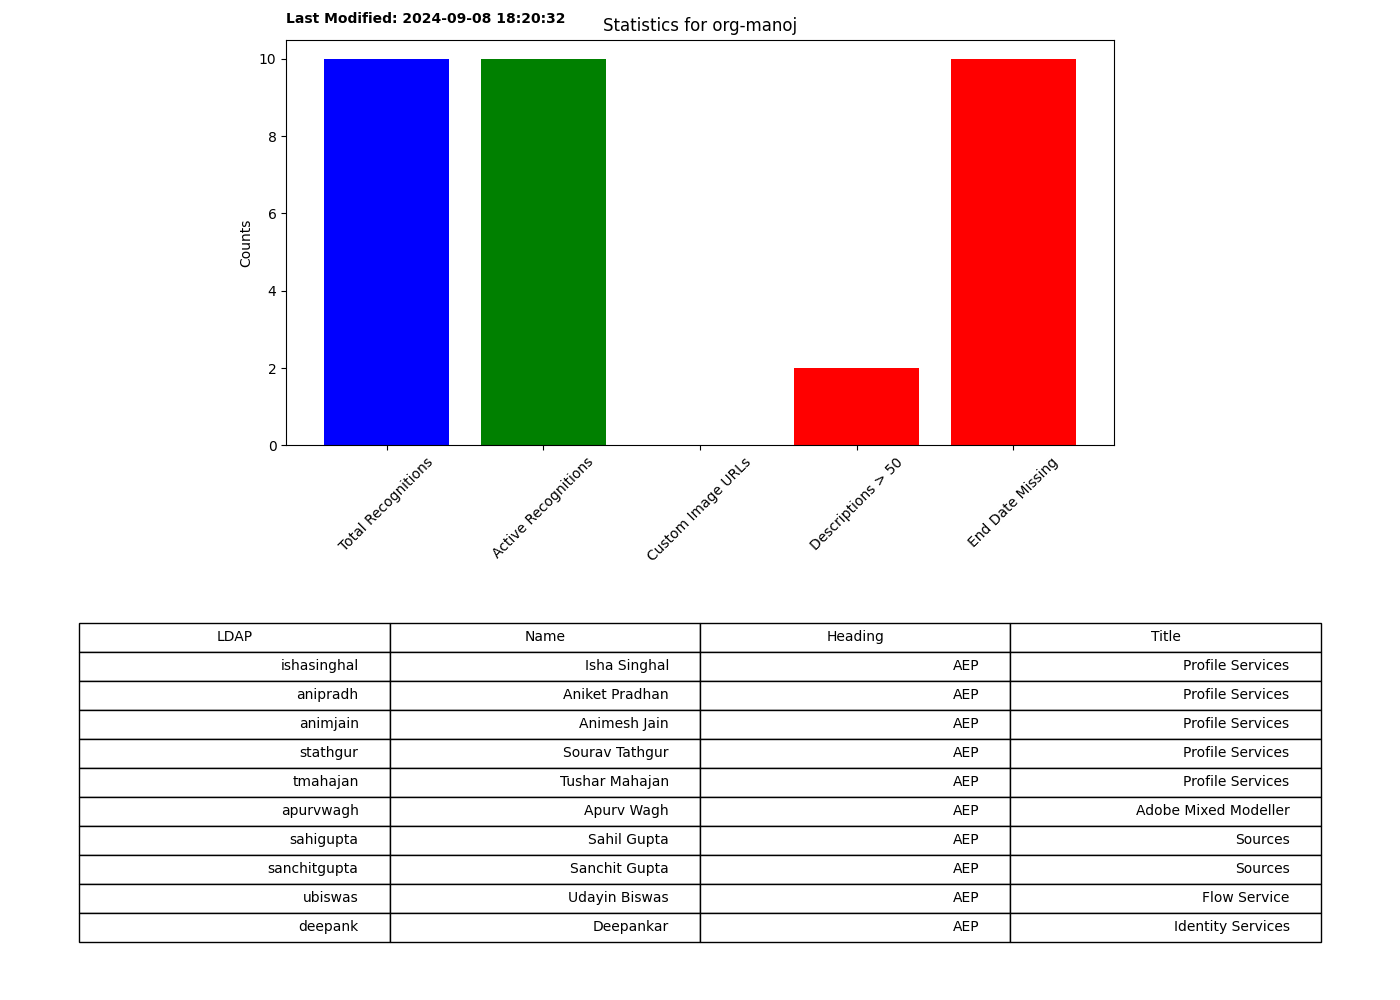 Last Modified: 2024-09-08 18:20:32
Statistics for org-manoj
10
8
6
4
2
0
Counts
Total Recognitions
Active Recognitions
Custom Image URLs
Descriptions > 50
End Date Missing
LDAP Name Heading Title
ishasinghal Isha Singhal AEP Profile Services
anipradh Aniket Pradhan AEP Profile Services
animjain Animesh Jain AEP Profile Services
stathgur Sourav Tathgur AEP Profile Services
tmahajan Tushar Mahajan AEP Profile Services
apurvwagh Apurv Wagh AEP Adobe Mixed Modeller
sahigupta Sahil Gupta AEP Sources
sanchitgupta Sanchit Gupta AEP Sources
ubiswas Udayin Biswas AEP Flow Service
deepank Deepankar AEP Identity Services